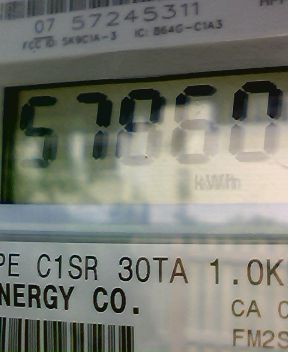 07 57245311
FCC ID: SK9C1A-3 IC: 864G-C1A3
57860
kWh
PE C1SR 30TA 1.0K
NERGY CO.
CA
FM2S